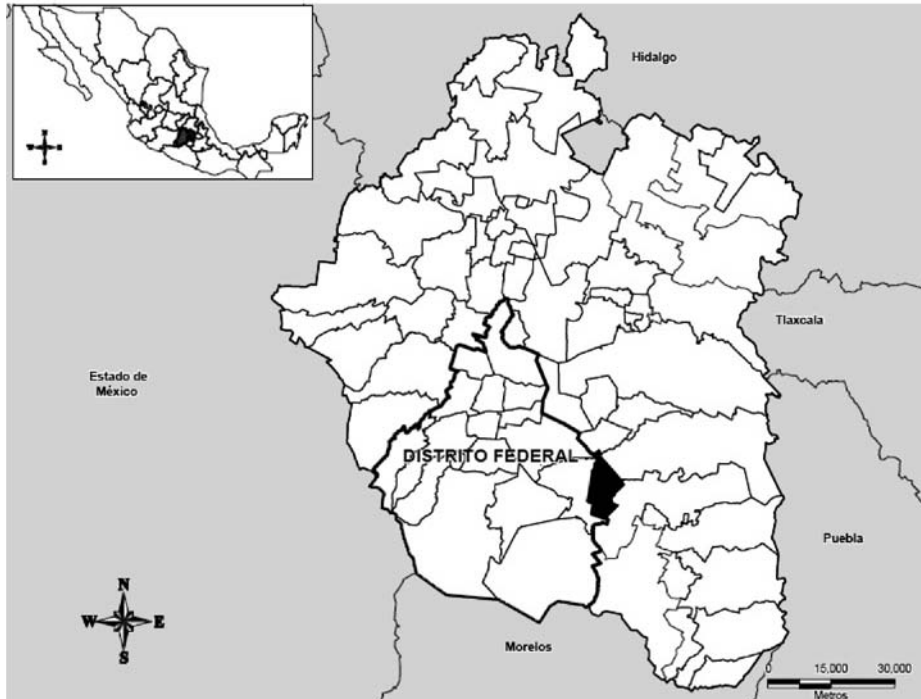 Hidalgo
Tlaxcala
Estado de
México
DISTRITO FEDERAL
Puebla
Morelos
N
W E
S
0 15,000 30,000
Metros